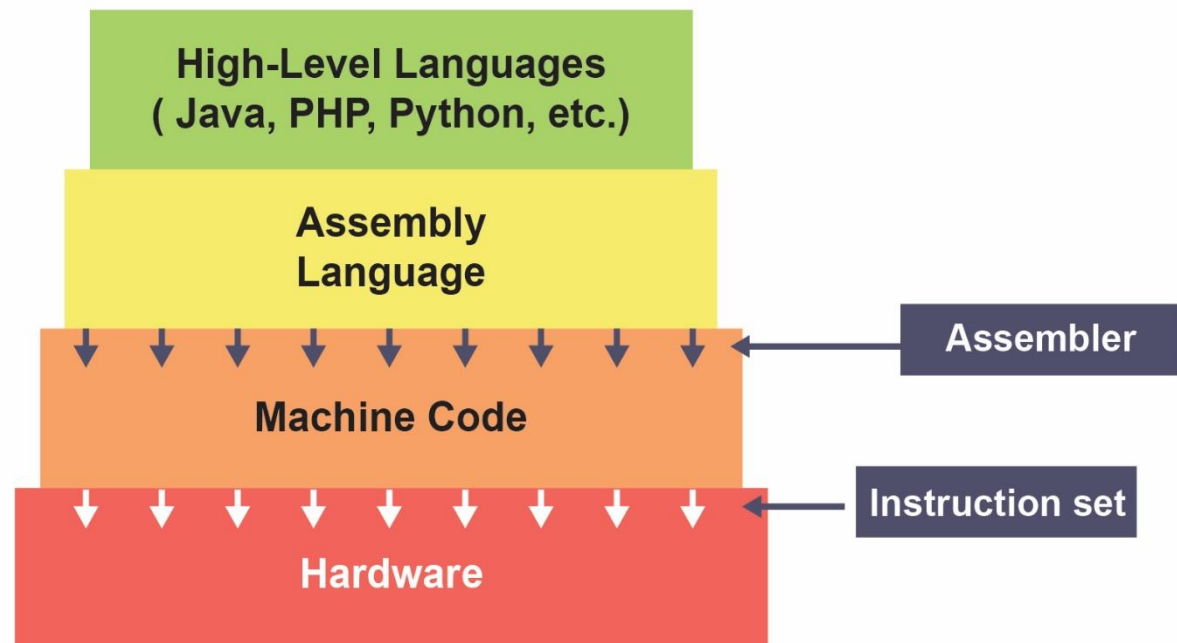 High-Level Languages
( Java, PHP, Python, etc.)
Assembly
Language
Assembler
Machine Code
Instruction set
Hardware